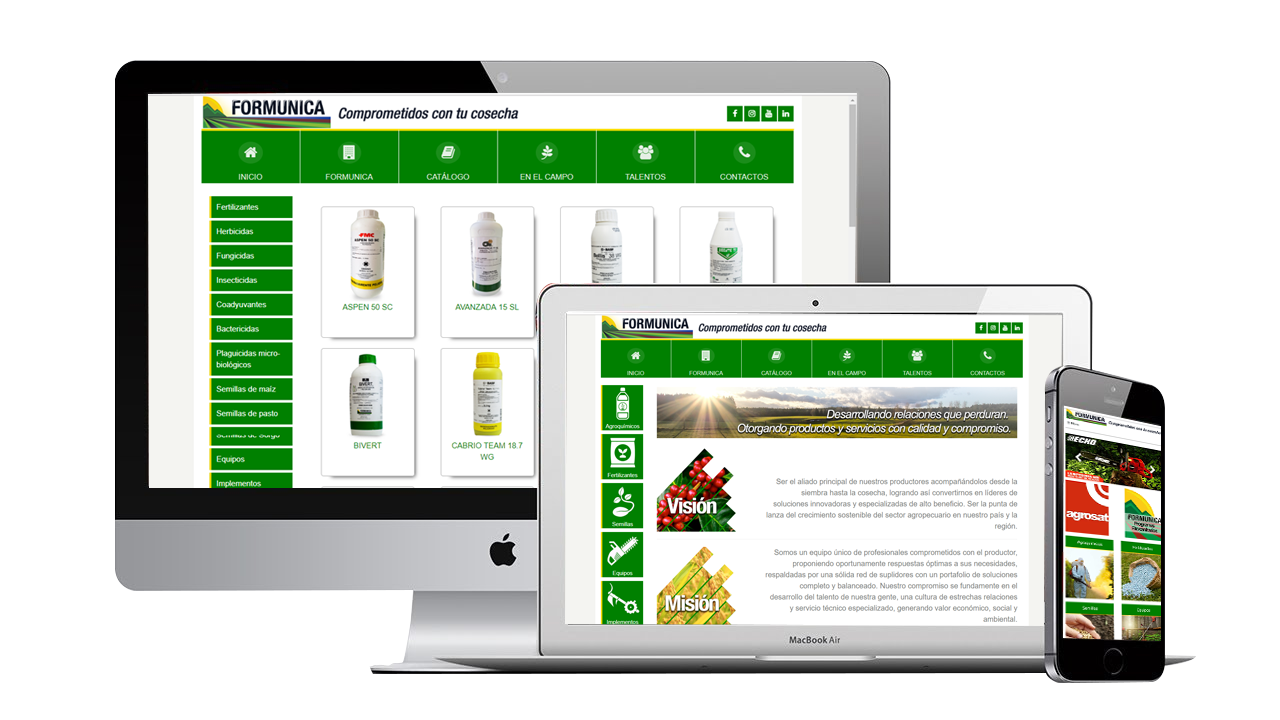 FORMUNICA
Comprometidos con tu cosecha
INICIO
FORMUNICA
CATÁLOGO
EN EL CAMPO
TALENTOS
CONTACTOS
Fertilizantes
Herbicidas
Fungicidas
Insecticidas
Coadyuvantes
Bactericidas
Plaguicidas micro-
biológicos
Semillas de maíz
Semillas de pasto
Semillas de Sorgo
Equipos
Implementos
FMC
ASPEN 50 SC
ASPEN 50 SC
AVANZADA 15 SL
BIVERT
BIVERT
CABRIO TEAM 18.7
WG
FORMUNICA
Comprometidos con tu cosecha
INICIO
FORMUNICA
CATÁLOGO
EN EL CAMPO
TALENTOS
CONTACTOS
Agroquímicos
Fertilizantes
Semillas
Equipos
Implementos
Desarrollando relaciones que perduran.
Otorgando productos y servicios con calidad y compromiso.
Visión
Ser el aliado principal de nuestros productores acompañándolos desde la
siembra hasta la cosecha, logrando así convertirnos en líderes de
soluciones innovadoras y especializadas de alto beneficio. Ser la punta de
lanza del crecimiento sostenible del sector agropecuario en nuestro país y la
región.
Misión
Somos un equipo único de profesionales comprometidos con el productor,
proponiendo oportunamente respuestas óptimas a sus necesidades,
respaldadas por una sólida red de suplidores con un portafolio de soluciones
completo y balanceado. Nuestro compromiso se fundamente en el
desarrollo del talento de nuestra gente, una cultura de estrechas relaciones
y servicio técnico especializado, generando valor económico, social y
ambiental.
MacBook Air
FORMUNICA
ECHO
agrosat
FORMUNICA
Programas
Agroquímicos
Fertilizantes
Semillas
Equipos